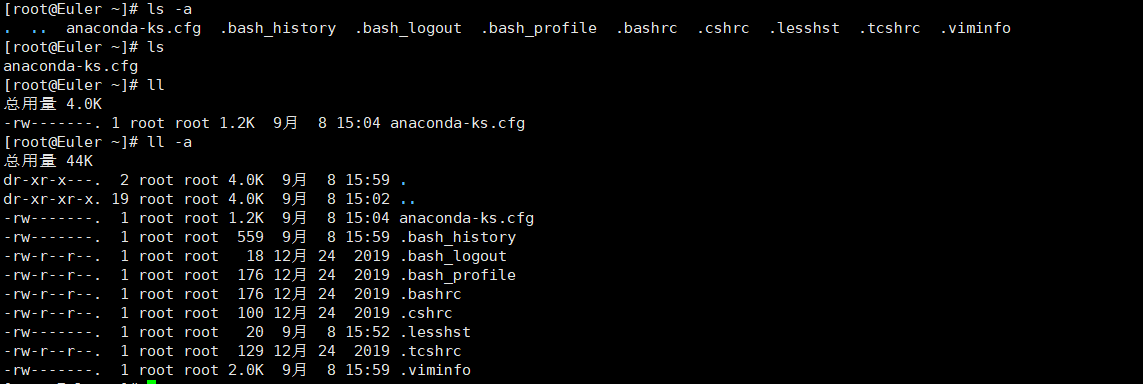 [root@Euler ~]# ls -a
.  ..  anaconda-ks.cfg  .bash_history  .bash_logout  .bash_profile  .bashrc  .cshrc  .lesshst  .tcshrc  .viminfo
[root@Euler ~]# ls
anaconda-ks.cfg
[root@Euler ~]# ll
总用量 4.0K
-rw-------. 1 root root 1.2K  9月  8 15:04 anaconda-ks.cfg
[root@Euler ~]# ll -a
总用量 44K
dr-xr-x---.  2 root root 4.0K  9月  8 15:59 .
dr-xr-xr-x. 19 root root 4.0K  9月  8 15:02 ..
-rw-------.  1 root root 1.2K  9月  8 15:04 anaconda-ks.cfg
-rw-------.  1 root root  559  9月  8 15:59 .bash_history
-rw-r--r--.  1 root root   18 12月 24  2019 .bash_logout
-rw-r--r--.  1 root root  176 12月 24  2019 .bash_profile
-rw-r--r--.  1 root root  176 12月 24  2019 .bashrc
-rw-r--r--.  1 root root  100 12月 24  2019 .cshrc
-rw-------.  1 root root   20  9月  8 15:52 .lesshst
-rw-r--r--.  1 root root  129 12月 24  2019 .tcshrc
-rw-------.  1 root root 2.0K  9月  8 15:59 .viminfo